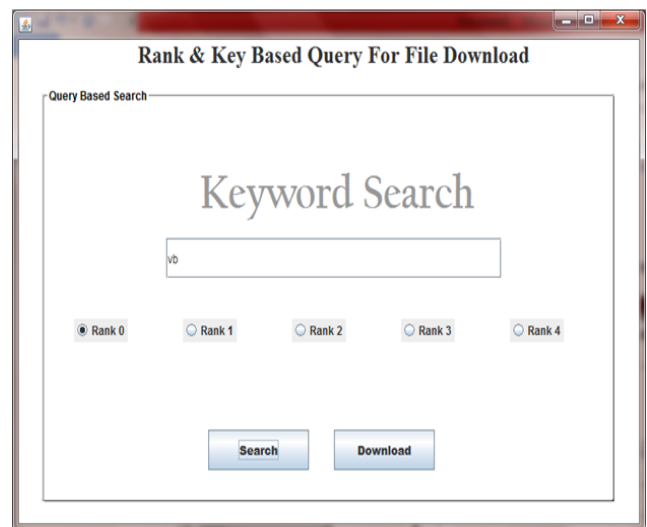 Rank & Key Based Query For File Download
Query Based Search
Keyword Search
vb
Rank 0 Rank 1 Rank 2 Rank 3 Rank 4
Search Download